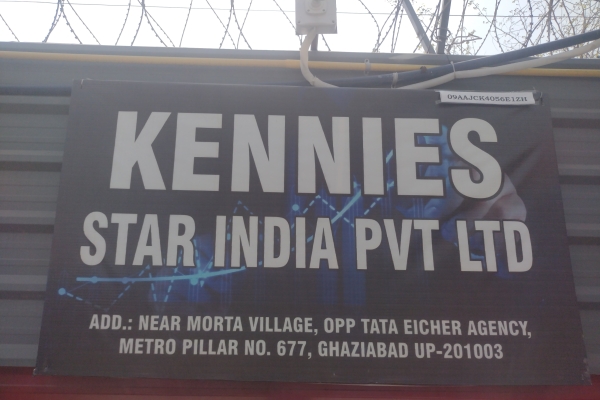 09AAJCK4056E1ZH
KENNIES
STAR INDIA PVT LTD
ADD.: NEAR MORTA VILLAGE, OPP TATA EICHER AGENCY,
METRO PILLAR NO. 677, GHAZIABAD UP-201003